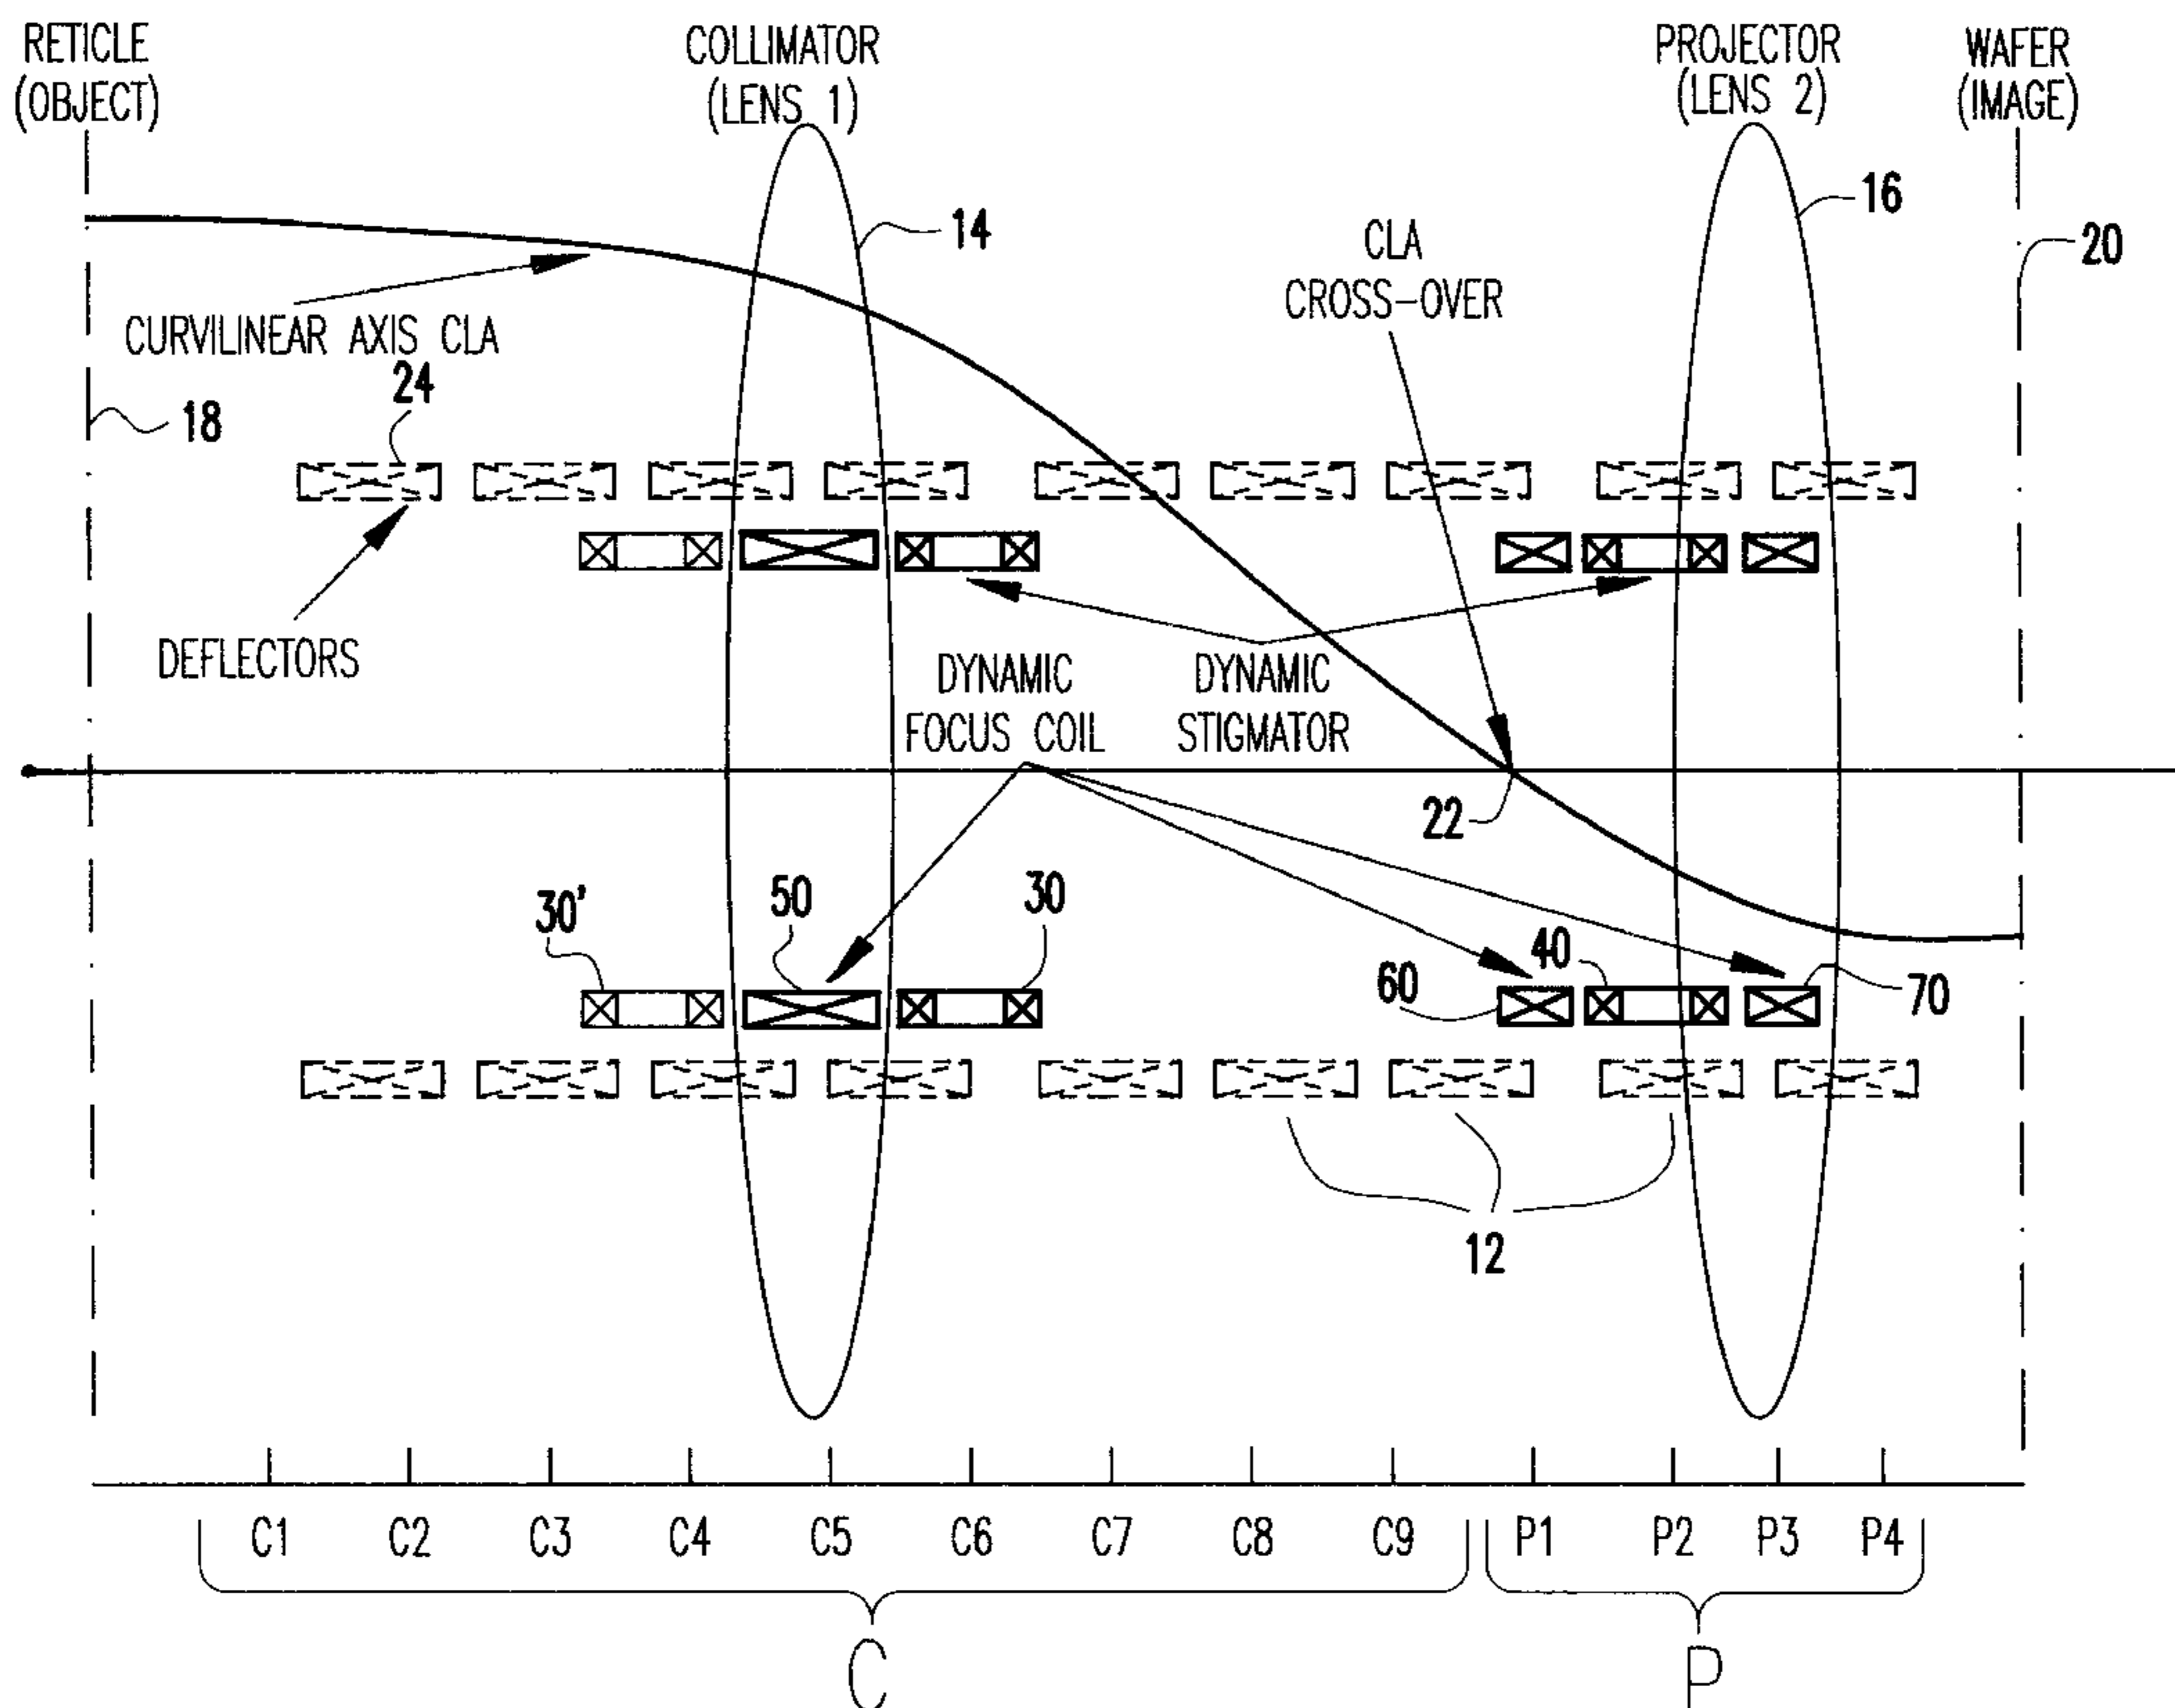 RETICLE
(OBJECT)
COLLIMATOR
(LENS 1)
PROJECTOR
(LENS 2)
WAFER
(IMAGE)
16
14
CLA
CROSS-OVER
20
CURVILINEAR AXIS CLA
24
18
DEFLECTORS
DYNAMIC
FOCUS COIL
DYNAMIC
STIGMATOR
22
30'
50
30
40
60
70
12
C1 C2 C3 C4 C5 C6 C7 C8 C9 P1 P2 P3 P4
C P